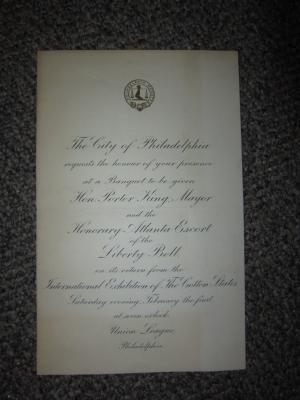 The City of Philadelphia
requests the honour of your presence
at a Banquet to be given
Hon. Porter King, Mayor
and the
Honorary Atlanta Escort
of the
Liberty Bell
on its return from the
International Exhibition of The Cotton States
Saturday evening, February the first
at seven o'clock.
Union League,
Philadelphia.